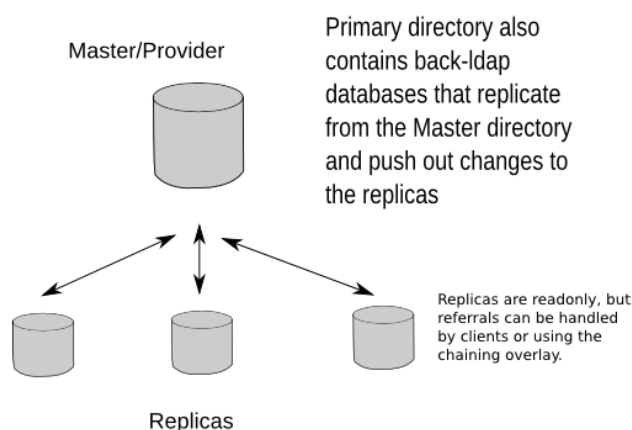 Master/Provider
Primary directory also
contains back-ldap
databases that replicate
from the Master directory
and push out changes to
the replicas
Replicas are readonly, but
referrals can be handled
by clients or using the
chaining overlay.
Replicas